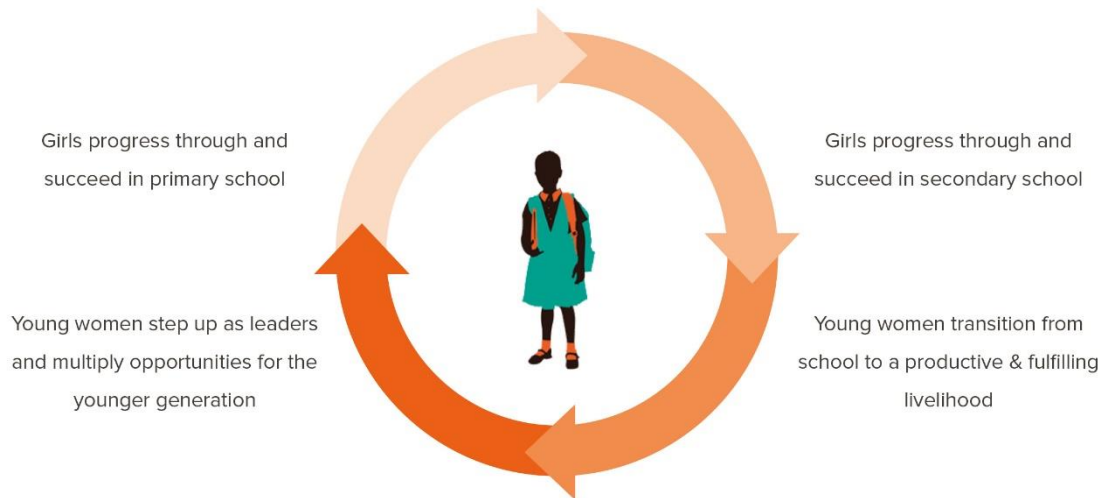 Girls progress through and
succeed in primary school
Girls progress through and
succeed in secondary school
Young women step up as leaders
and multiply opportunities for the
younger generation
Young women transition from
school to a productive & fulfilling
livelihood